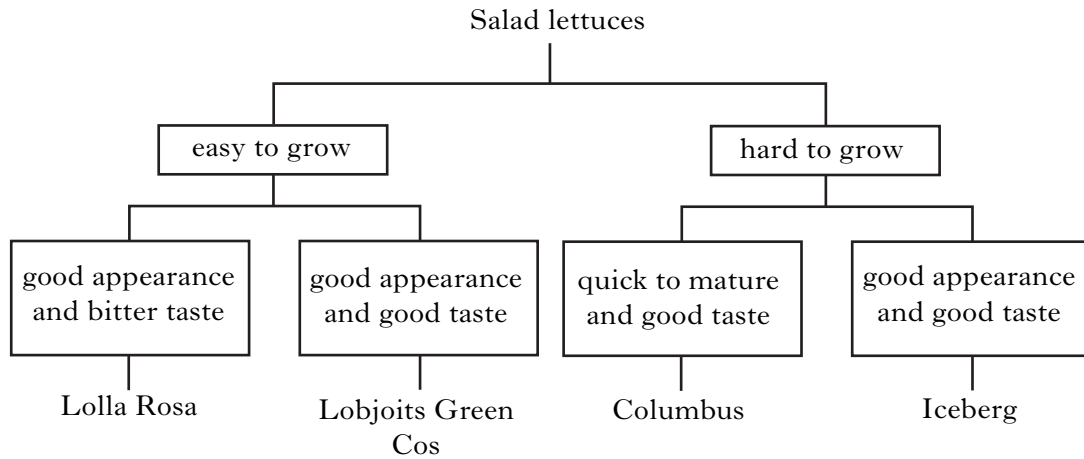 Salad lettuces
easy to grow
hard to grow
good appearance
and bitter taste
good appearance
and good taste
quick to mature
and good taste
good appearance
and good taste
Lolla Rosa
Lobjoits Green
Cos
Columbus
Iceberg